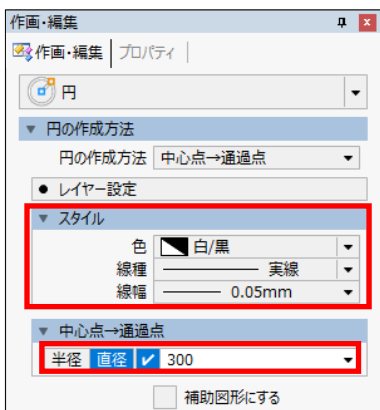 作画・編集
作画・編集 プロパティ
円
円の作成方法
円の作成方法 中心点→通過点
レイヤー設定
スタイル
色 白/黒
線種 実線
線幅 0.05mm
中心点→通過点
半径 直径 300
補助図形にする